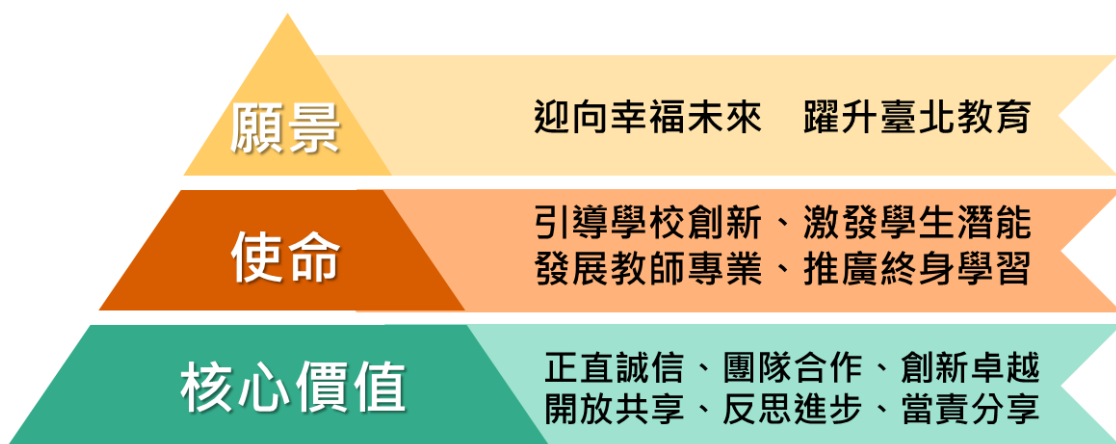 願景
迎向幸福未來 躍升臺北教育
使命
引導學校創新、激發學生潛能
發展教師專業、推廣終身學習
核心價值
正直誠信、團隊合作、創新卓越
開放共享、反思進步、當責分享